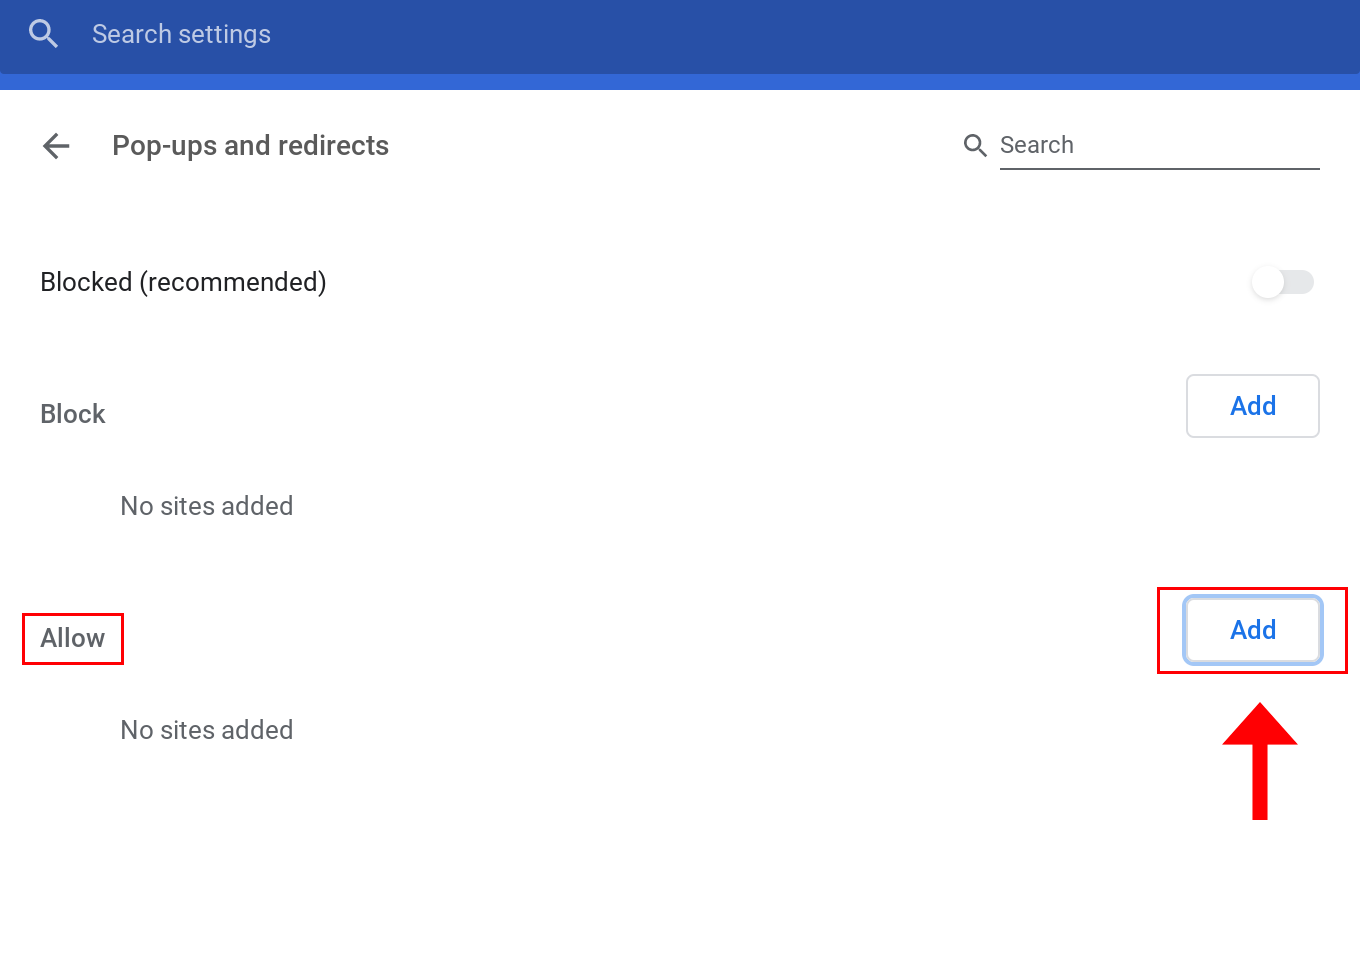 Search settings
Pop-ups and redirects
Search
Blocked (recommended)
Block
Add
No sites added
Allow
Add
No sites added